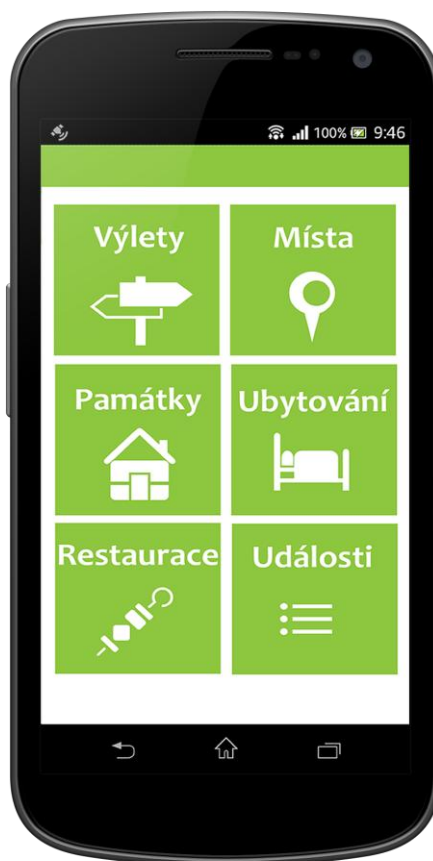 100% 9:46
Výlety
Místa
Památky
Ubytování
Restaurace
Události